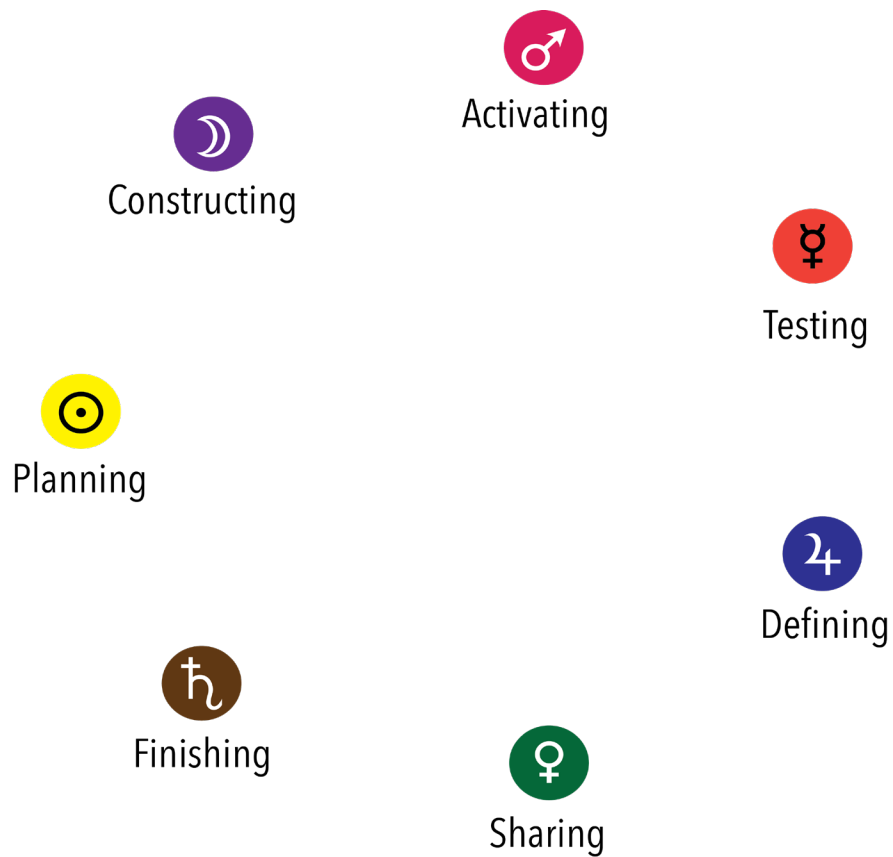 Activating
Constructing
Testing
Planning
Defining
Finishing
Sharing